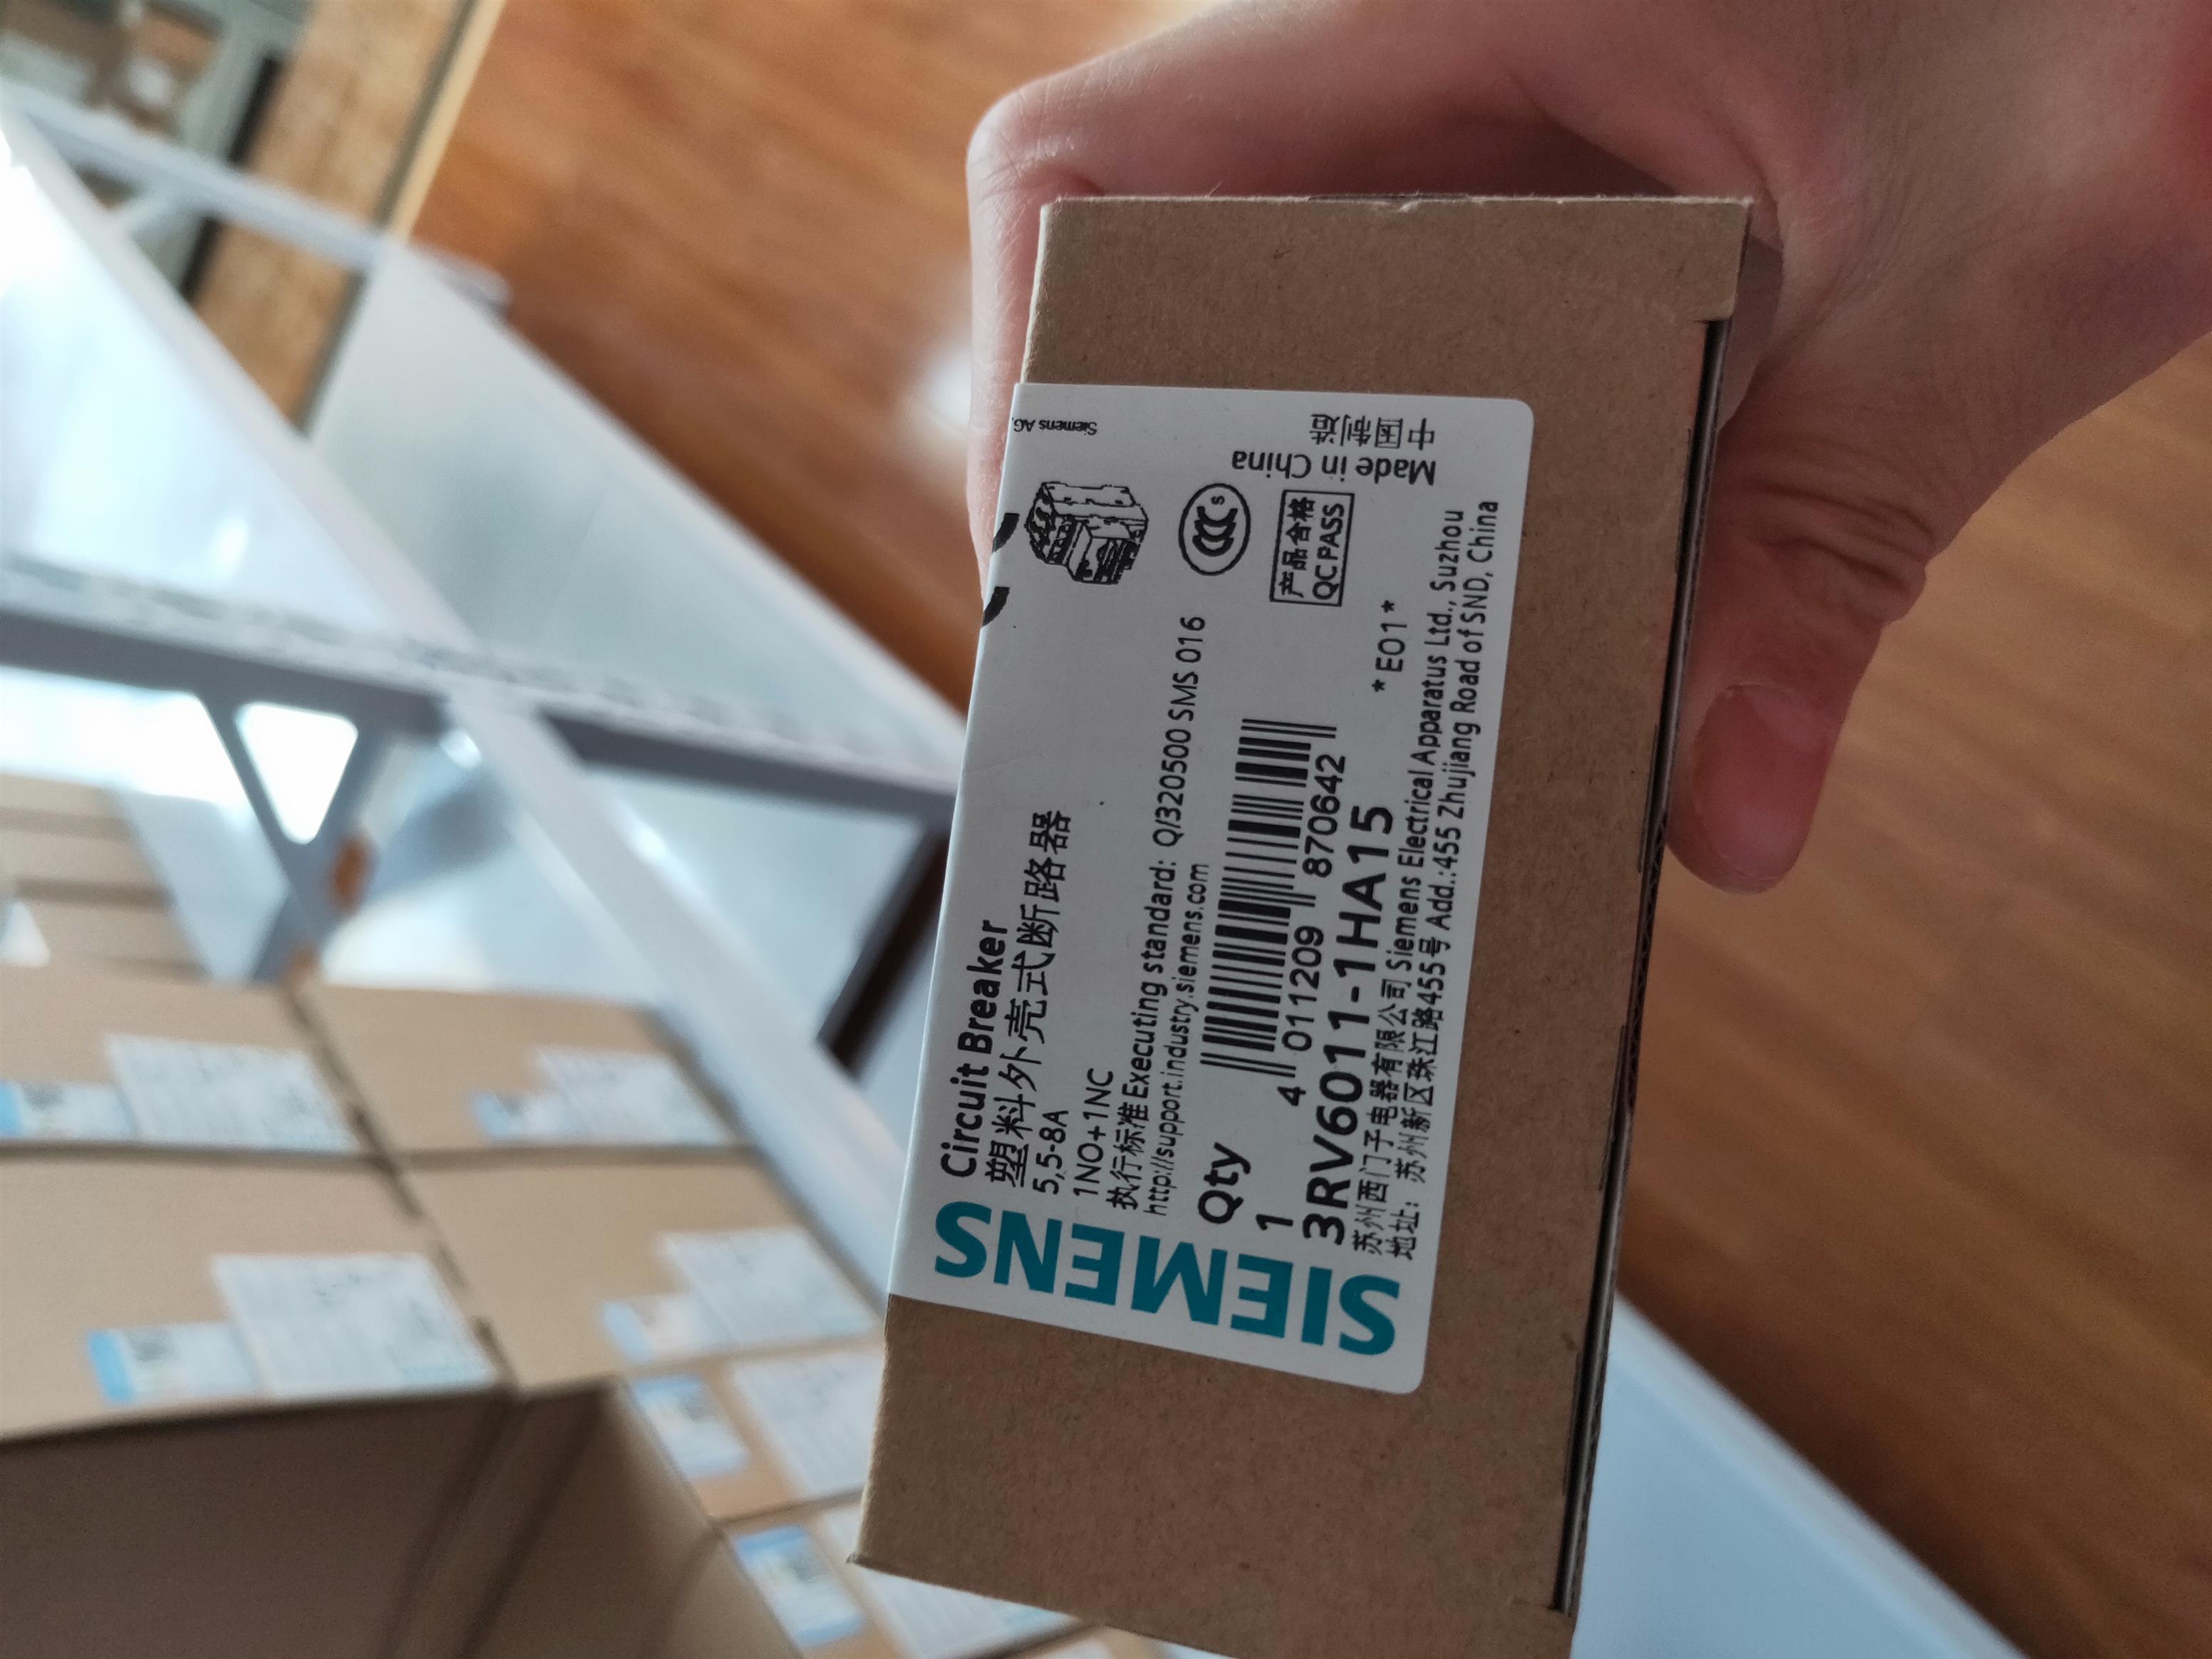 SIEMENS
Circuit Breaker
塑料外壳式断路器
5,5-8A
1NO+1NC
执行标准 Executing standard: Q/320500 SMS 016
http://support.industry.siemens.com
Qty
1
4 011209 870642
3RV6011-1HA15
*E01*
苏州西门子电器有限公司 Siemens Electrical Apparatus Ltd., Suzhou
地址: 苏州新区珠江路455号 Add.:455 Zhujiang Road of SND, China
Siemens AG,
CCC
S
产品合格
QC PASS
Made in China
中国制造